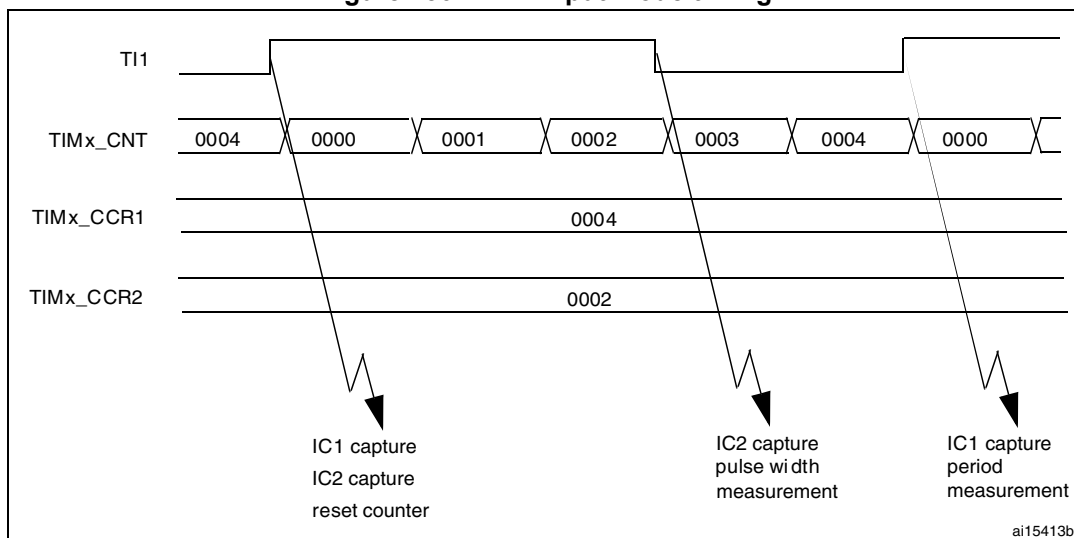 TI1
TIMx_CNT 0004 0000 0001 0002 0003 0004 0000
TIMx_CCR1 0004
TIMx_CCR2 0002
IC1 capture
IC2 capture
reset counter
IC2 capture
pulse width
measurement
IC1 capture
period
measurement
ai15413b